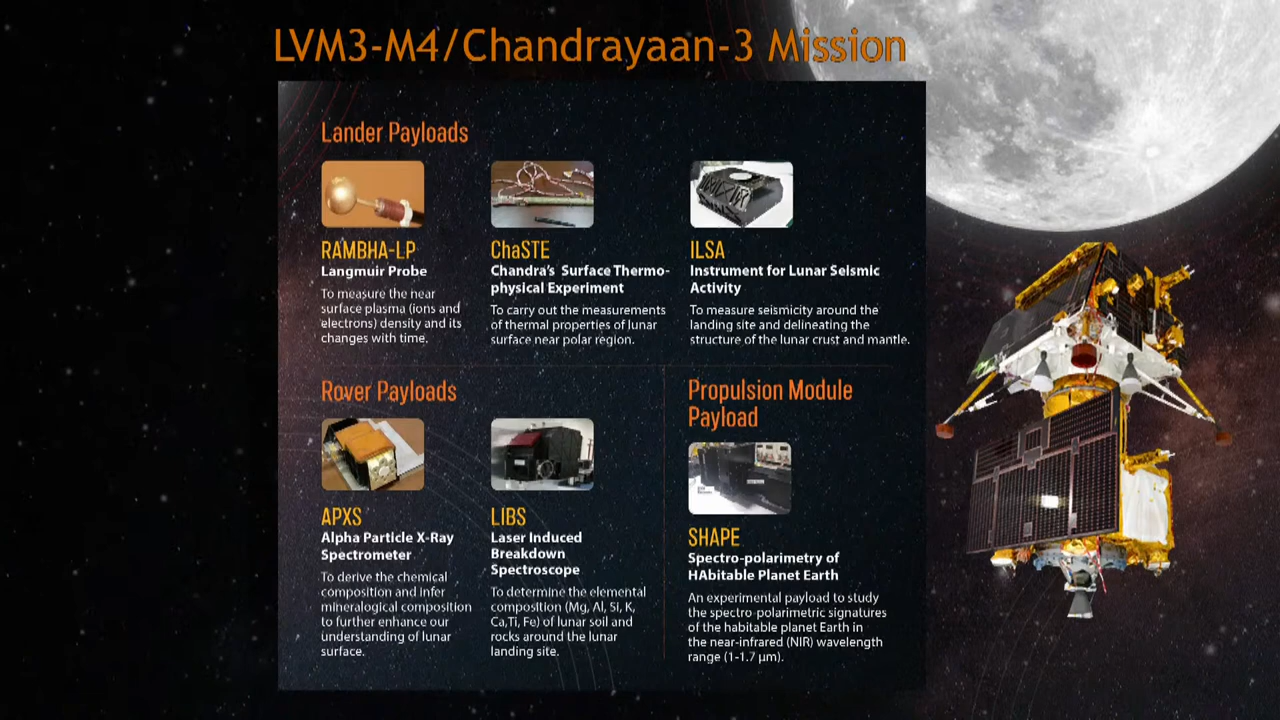 LVM3-M4/Chandrayaan-3 Mission
Lander Payloads
RAMBHA-LP
Langmuir Probe
To measure the near
surface plasma (ions and
electrons) density and its
changes with time.
ChaSTE
Chandra's Surface Thermo-
physical Experiment
To carry out the measurements
of thermal properties of lunar
surface near polar region.
ILSA
Instrument for Lunar Seismic
Activity
To measure seismicity around the
landing site and delineating the
structure of the lunar crust and mantle.
Rover Payloads
APXS
Alpha Particle X-Ray
Spectrometer
To derive the chemical
composition and infer
mineralogical composition
to further enhance our
understanding of lunar
surface.
LIBS
Laser Induced
Breakdown
Spectroscope
To determine the elemental
composition (Mg, Al, Si, K,
Ca,Ti, Fe) of lunar soil and
rocks around the lunar
landing site.
Propulsion Module
Payload
SHAPE
Spectro-polarimetry of
HAbitable Planet Earth
An experimental payload to study
the spectro-polarimetric signatures
of the habitable planet Earth in
the near-infrared (NIR) wavelength
range (1-1.7 µm).